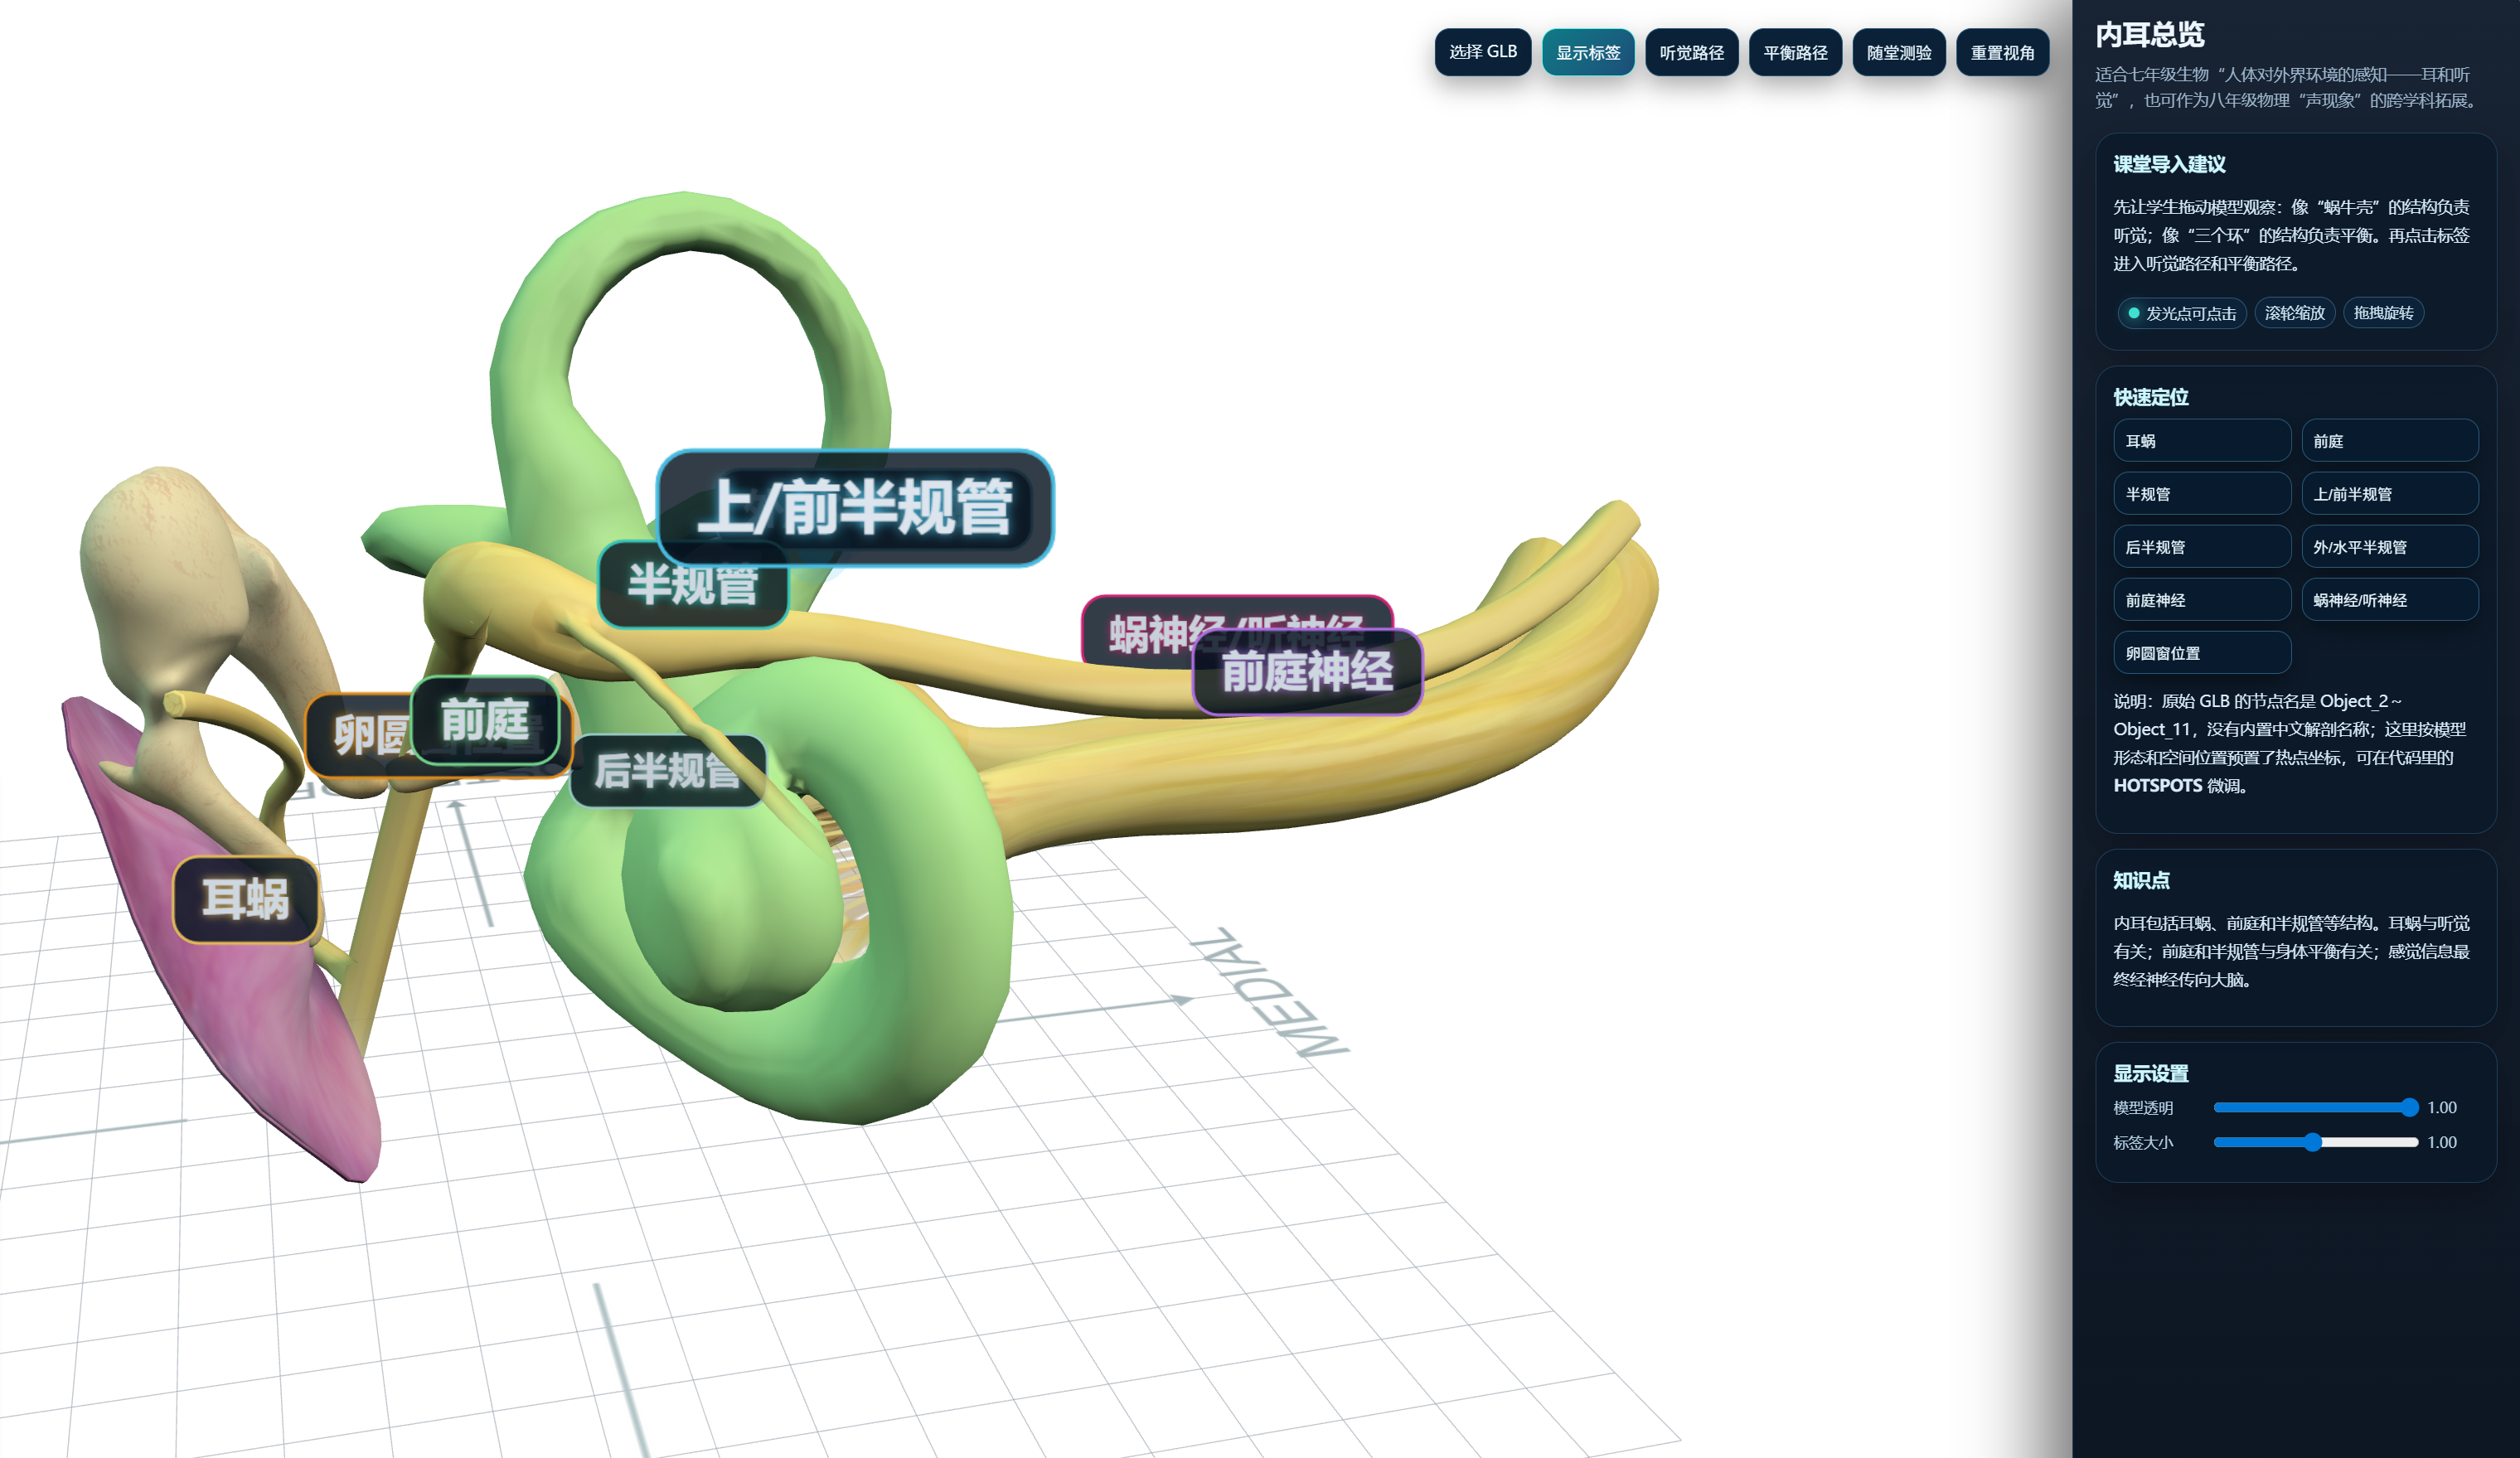 选择 GLB
显示标签
听觉路径
平衡路径
随堂测验
重置视角
上/前半规管
半规管
蜗神经/听神经
前庭神经
卵圆
前庭
后半规管
耳蜗
MEDIAL
内耳总览
适合七年级生物“人体对外界环境的感知——耳和听
觉”，也可作为八年级物理“声现象”的跨学科拓展。
课堂导入建议
先让学生拖动模型观察：像“蜗牛壳”的结构负责
听觉；像“三个环”的结构负责平衡。再点击标签
进入听觉路径和平衡路径。
发光点可点击
滚轮缩放
拖拽旋转
快速定位
耳蜗
前庭
半规管
上/前半规管
后半规管
外/水平半规管
前庭神经
蜗神经/听神经
卵圆窗位置
说明：原始 GLB 的节点名是 Object_2～
Object_11，没有内置中文解剖名称；这里按模型
形态和空间位置预置了热点坐标，可在代码里的
HOTSPOTS 微调。
知识点
内耳包括耳蜗、前庭和半规管等结构。耳蜗与听觉
有关；前庭和半规管与身体平衡有关；感觉信息最
终经神经传向大脑。
显示设置
模型透明 1.00
标签大小 1.00